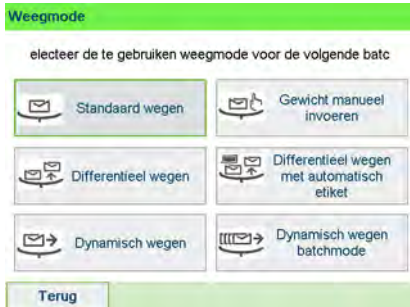 Weegmode
electeer de te gebruiken weegmode voor de volgende batc
Standaard wegen
Gewicht manueel
invoeren
Differentieel wegen
Differentieel wegen
met automatisch
etiket
Dynamisch wegen
Dynamisch wegen
batchmode
Terug